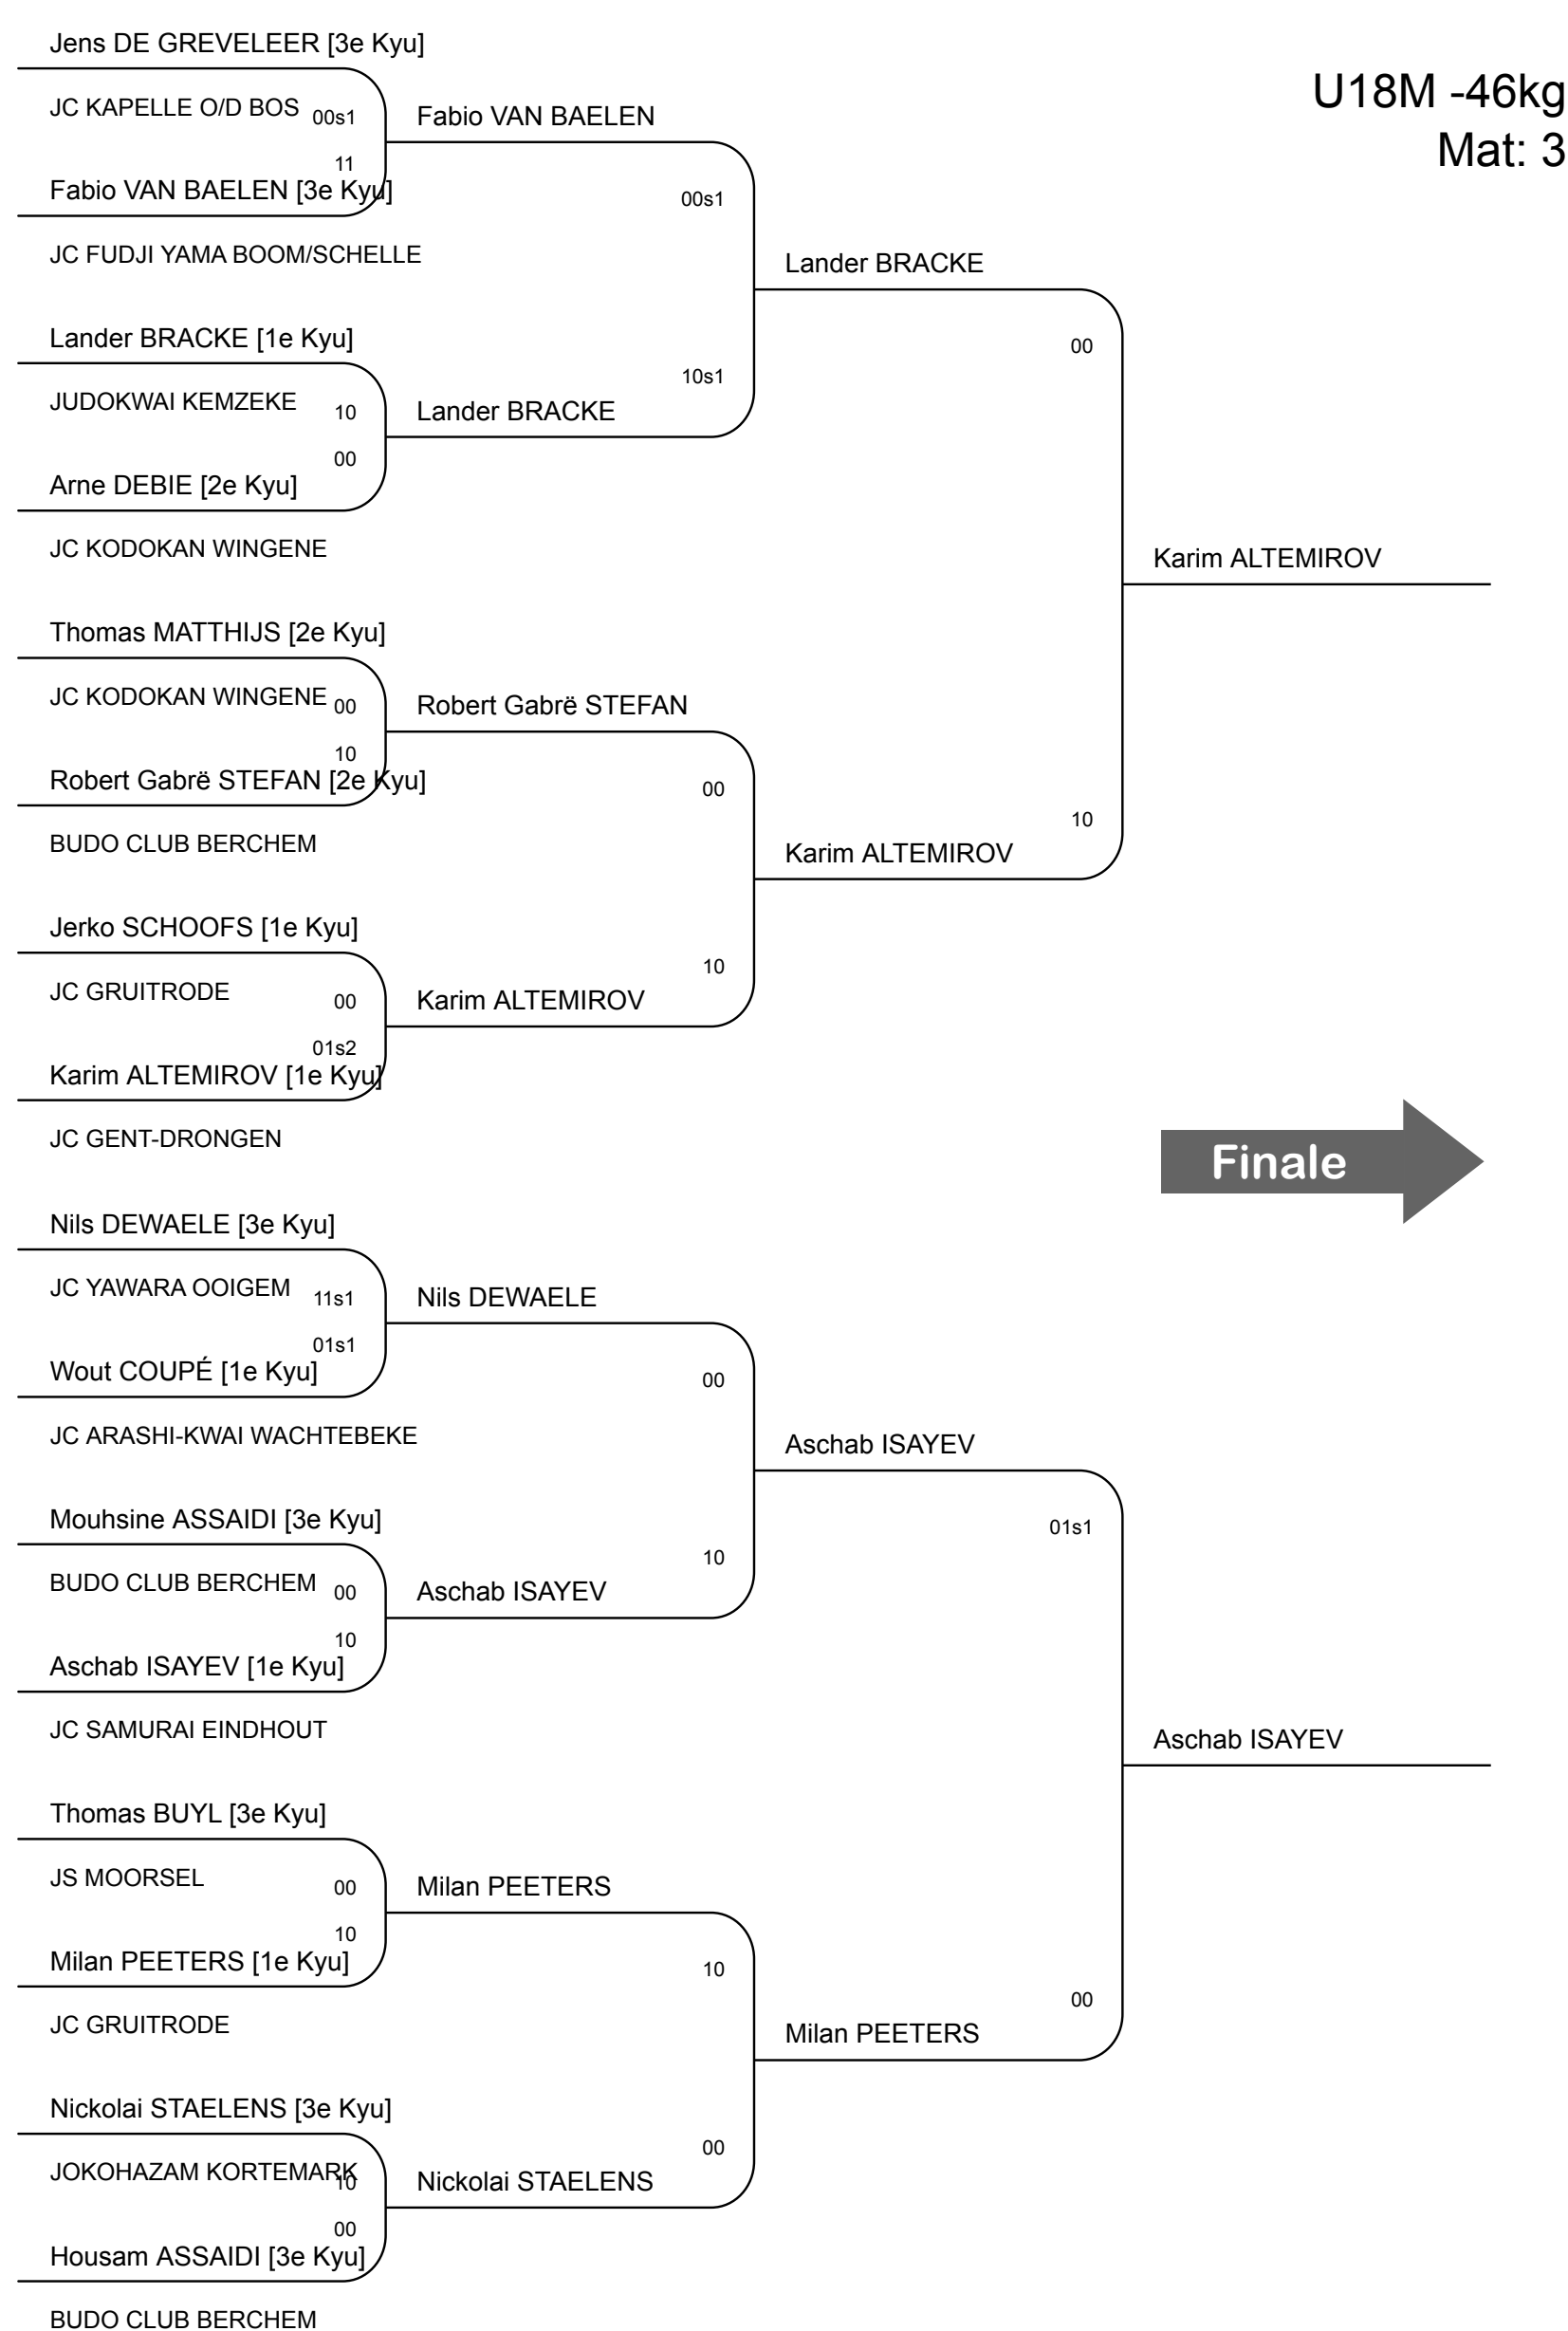 U18M -46kg
Mat: 3
Jens DE GREVELEER [3e Kyu]
JC KAPELLE O/D BOS
00s1
11
Fabio VAN BAELEN [3e Kyu]
JC FUDJI YAMA BOOM/SCHELLE
Lander BRACKE [1e Kyu]
JUDOKWAI KEMZEKE
10
00
Arne DEBIE [2e Kyu]
JC KODOKAN WINGENE
Thomas MATTHIJS [2e Kyu]
JC KODOKAN WINGENE
00
10
Robert Gabrë STEFAN [2e Kyu]
BUDO CLUB BERCHEM
Jerko SCHOOFS [1e Kyu]
JC GRUITRODE
00
01s2
Karim ALTEMIROV [1e Kyu]
JC GENT-DRONGEN
Nils DEWAELE [3e Kyu]
JC YAWARA OOIGEM
11s1
01s1
Wout COUPÉ [1e Kyu]
JC ARASHI-KWAI WACHTEBEKE
Mouhsine ASSAIDI [3e Kyu]
BUDO CLUB BERCHEM
00
10
Aschab ISAYEV [1e Kyu]
JC SAMURAI EINDHOUT
Thomas BUYL [3e Kyu]
JS MOORSEL
00
10
Milan PEETERS [1e Kyu]
JC GRUITRODE
Nickolai STAELENS [3e Kyu]
JOKOHAZAM KORTEMARK
10
00
Housam ASSAIDI [3e Kyu]
BUDO CLUB BERCHEM
Fabio VAN BAELEN
00s1
10s1
Lander BRACKE
Robert Gabrë STEFAN
00
10
Karim ALTEMIROV
Nils DEWAELE
00
10
Aschab ISAYEV
Milan PEETERS
10
00
Nickolai STAELENS
Lander BRACKE
00
10
Karim ALTEMIROV
Aschab ISAYEV
01s1
00
Milan PEETERS
Karim ALTEMIROV
Finale
Aschab ISAYEV